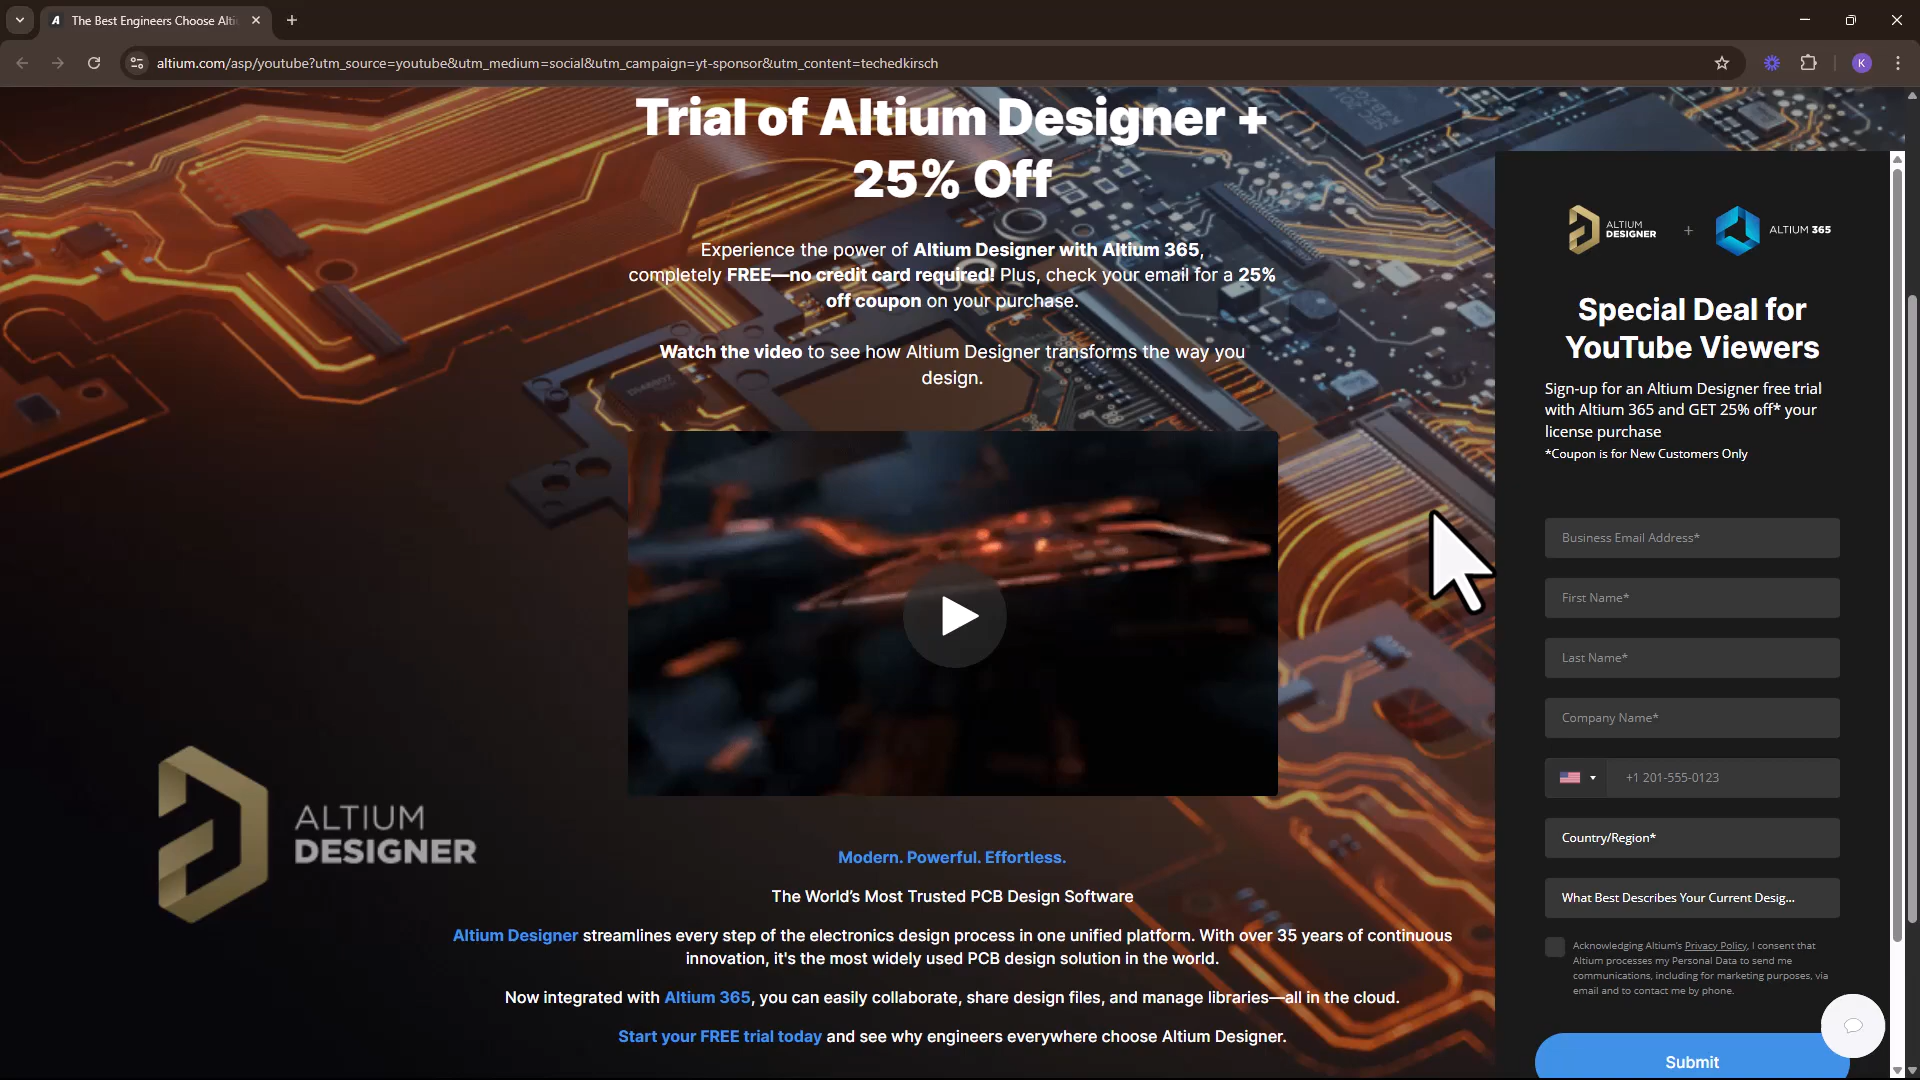 The Best Engineers Choose Alti
altium.com/asp/youtube?utm_source=youtube&utm_medium=social&utm_campaign=yt-sponsor&utm_content=techedkirsch
K
Trial of Altium Designer +
25% Off
Experience the power of Altium Designer with Altium 365,
completely FREE—no credit card required! Plus, check your email for a 25%
off coupon on your purchase.
Watch the video to see how Altium Designer transforms the way you
design.
ALTIUM
DESIGNER
Modern. Powerful. Effortless.
The World's Most Trusted PCB Design Software
Altium Designer streamlines every step of the electronics design process in one unified platform. With over 35 years of continuous
innovation, it's the most widely used PCB design solution in the world.
Now integrated with Altium 365, you can easily collaborate, share design files, and manage libraries—all in the cloud.
Start your FREE trial today and see why engineers everywhere choose Altium Designer.
ALTIUM
DESIGNER
+
ALTIUM 365
Special Deal for
YouTube Viewers
Sign-up for an Altium Designer free trial
with Altium 365 and GET 25% off* your
license purchase
*Coupon is for New Customers Only
Business Email Address*
First Name*
Last Name*
Company Name*
+1 201-555-0123
Country/Region*
What Best Describes Your Current Desig...
Acknowledging Altium's Privacy Policy, I consent that
Altium processes my Personal Data to send me
communications, including for marketing purposes, via
email and to contact me by phone.
Submit